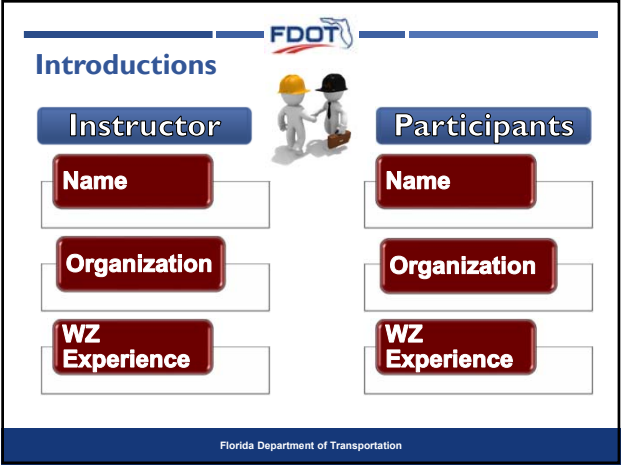 FDOT
Introductions
Instructor
Name
Organization
WZ
Experience
Participants
Name
Organization
WZ
Experience
Florida Department of Transportation